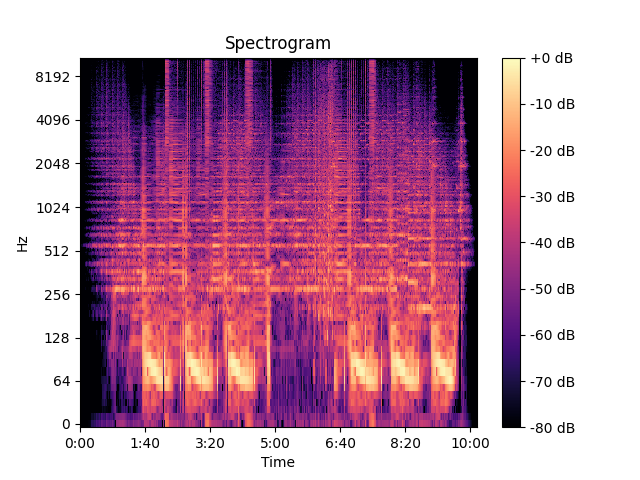 Spectrogram
Hz
8192
4096
2048
1024
512
256
128
64
0
0:00
1:40
3:20
5:00
6:40
8:20
10:00
Time
+0 dB
-10 dB
-20 dB
-30 dB
-40 dB
-50 dB
-60 dB
-70 dB
-80 dB